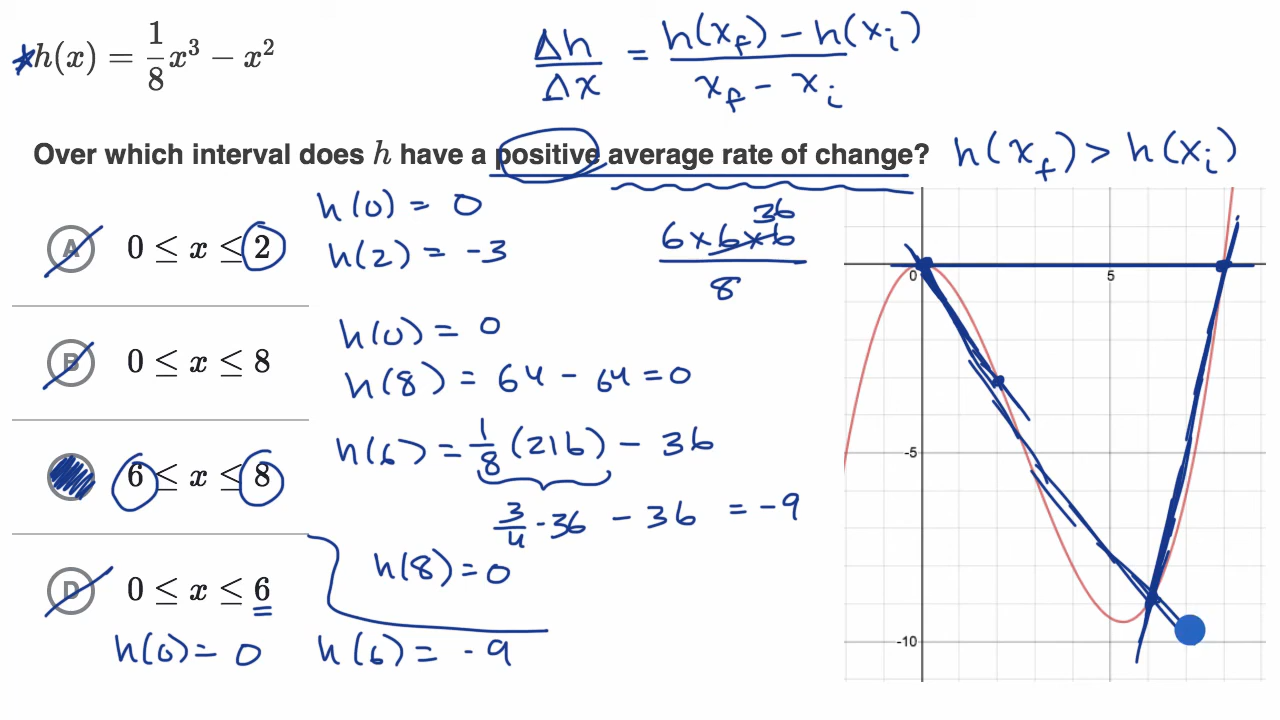 *h(x) = 1/8 x³ − x²
Δh/Δx = (h(x_f) − h(x_i))/(x_f − x_i)
Over which interval does h have a positive average rate of change?
h(x_f) > h(x_i)
A 0 ≤ x ≤ 2
h(0) = 0
h(2) = -3
6×6×6/8
36
B 0 ≤ x ≤ 8
h(0) = 0
h(8) = 64 - 64 = 0
6 ≤ x ≤ 8
h(6) = 1/8 (216) - 36
3/4 · 36 - 36 = -9
h(8) = 0
D 0 ≤ x ≤ 6
h(0) = 0 h(6) = -9
0 5
-5
-10